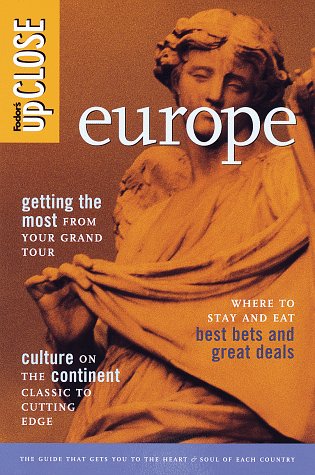 Fodor's
upCLOSE
europe
getting the
most FROM
YOUR GRAND
TOUR
WHERE TO
STAY AND EAT
best bets and
great deals
culture ON
THE continent
CLASSIC TO
CUTTING
EDGE
THE GUIDE THAT GETS YOU TO THE HEART & SOUL OF EACH COUNTRY